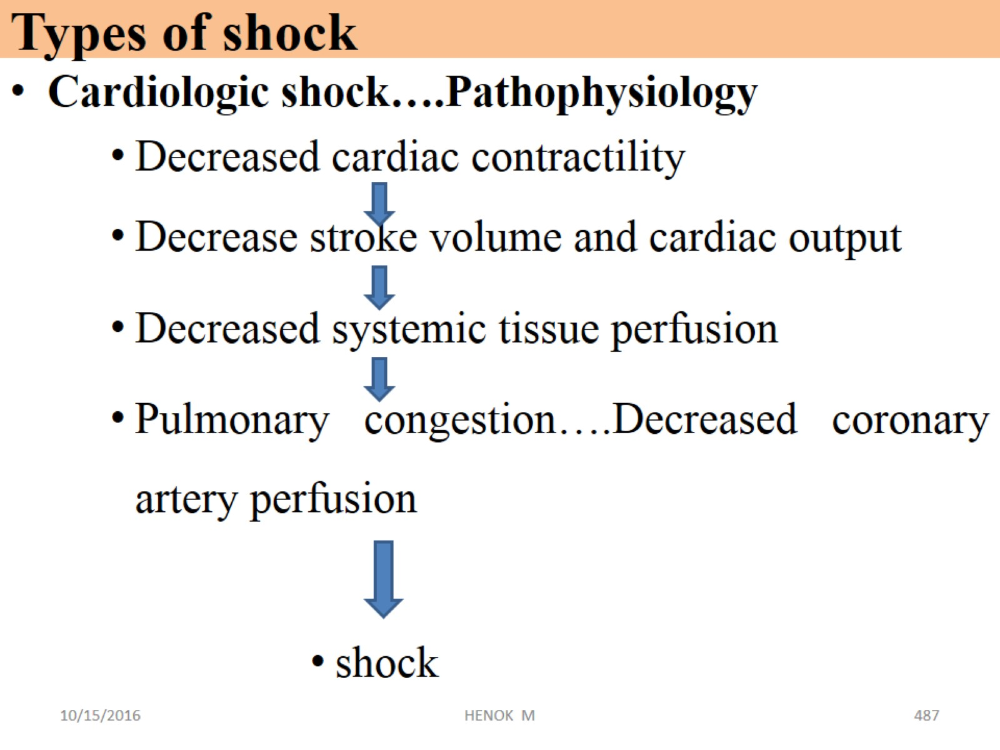 Types of shock
• Cardiologic shock….Pathophysiology
• Decreased cardiac contractility
• Decrease stroke volume and cardiac output
• Decreased systemic tissue perfusion
• Pulmonary congestion….Decreased coronary
artery perfusion
• shock
10/15/2016 HENOK M 487